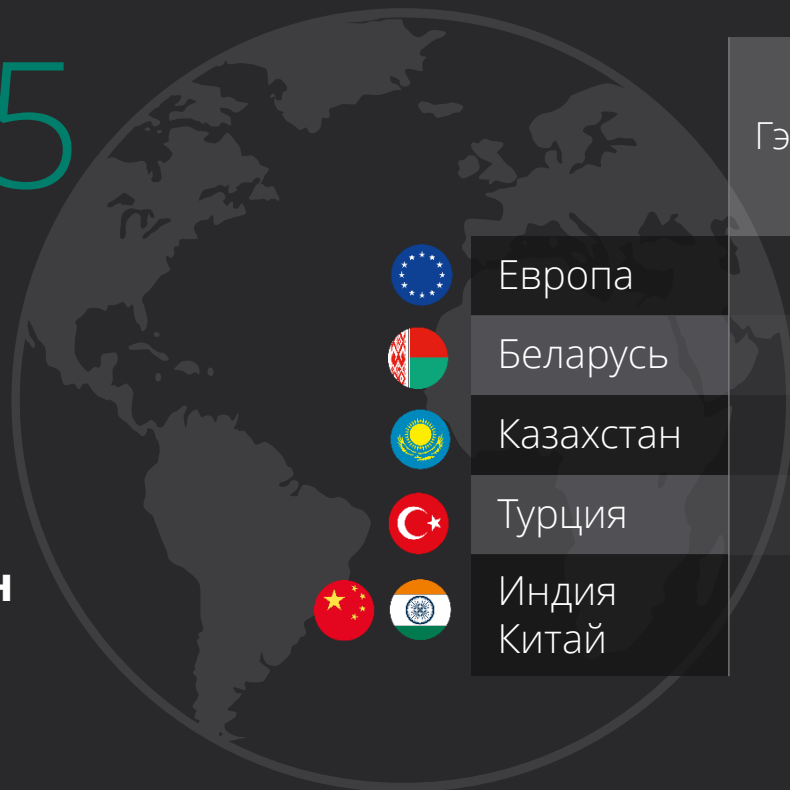 5
Гэ
Европа
Беларусь
Казахстан
Турция
н
Индия
Китай